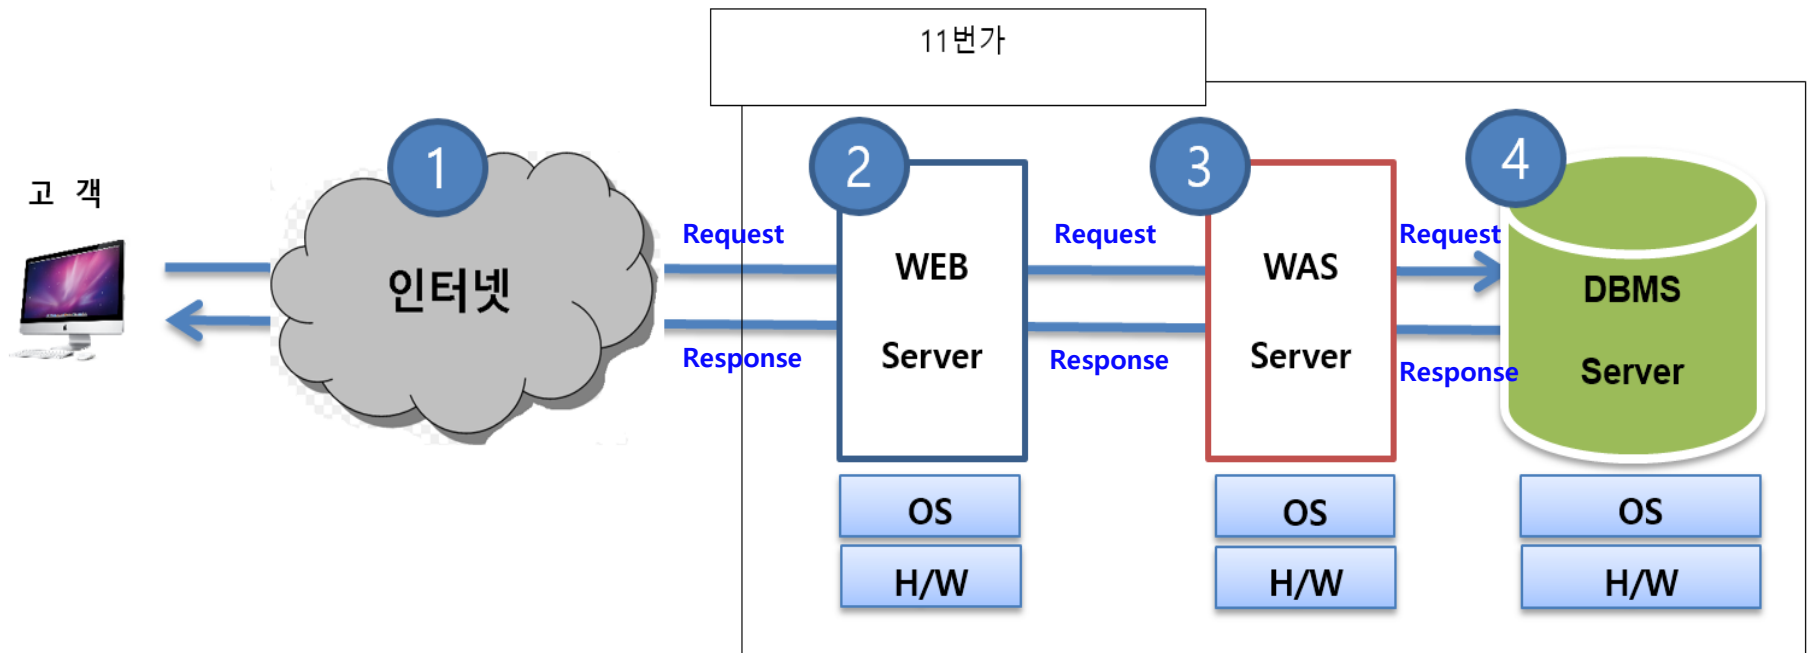 11번가
고 객
1
인터넷
Request
Response
2
WEB
Server
Request
Response
3
WAS
Server
Request
Response
4
DBMS
Server
OS
H/W
OS
H/W
OS
H/W